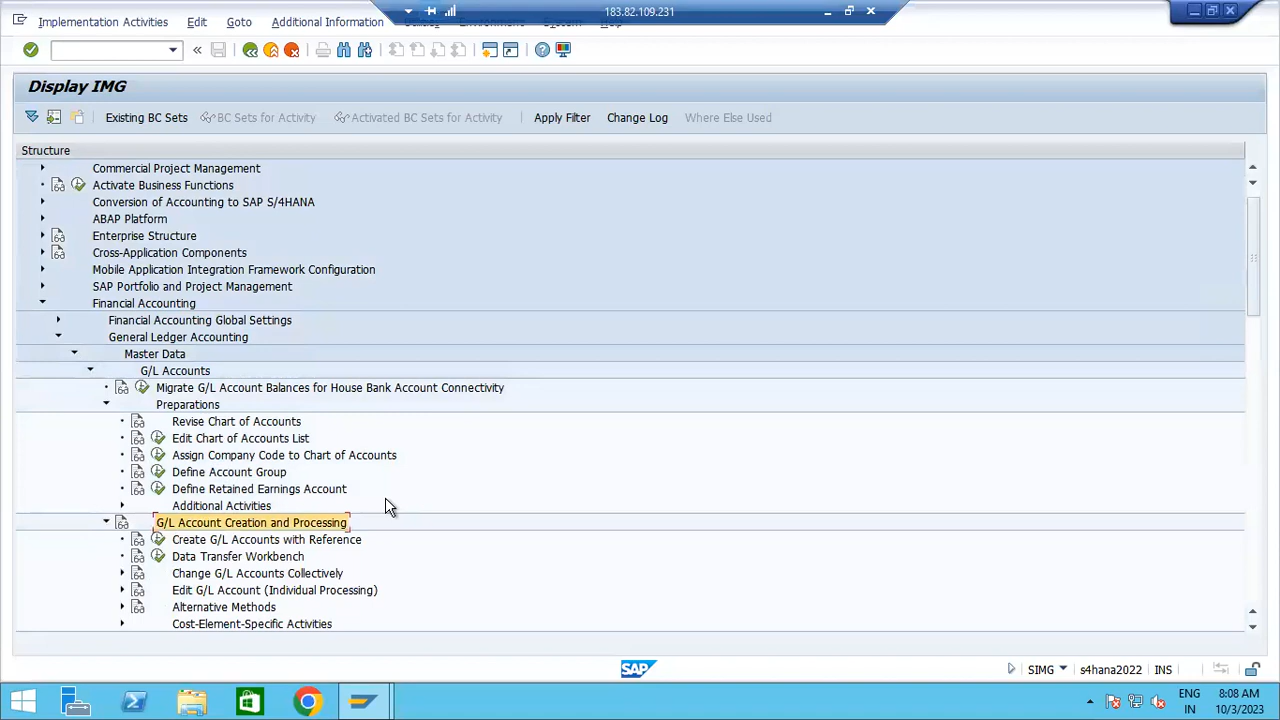 183.82.109.231
Implementation Activities Edit Goto Additional Information Utilities Environment System Help
Display IMG
Existing BC Sets BC Sets for Activity Activated BC Sets for Activity Apply Filter Change Log Where Else Used
Structure
Commercial Project Management
Activate Business Functions
Conversion of Accounting to SAP S/4HANA
ABAP Platform
Enterprise Structure
Cross-Application Components
Mobile Application Integration Framework Configuration
SAP Portfolio and Project Management
Financial Accounting
Financial Accounting Global Settings
General Ledger Accounting
Master Data
G/L Accounts
Migrate G/L Account Balances for House Bank Account Connectivity
Preparations
Revise Chart of Accounts
Edit Chart of Accounts List
Assign Company Code to Chart of Accounts
Define Account Group
Define Retained Earnings Account
Additional Activities
G/L Account Creation and Processing
Create G/L Accounts with Reference
Data Transfer Workbench
Change G/L Accounts Collectively
Edit G/L Account (Individual Processing)
Alternative Methods
Cost-Element-Specific Activities
SAP
SIMG s4hana2022 INS
ENG 8:08 AM
IN 10/3/2023